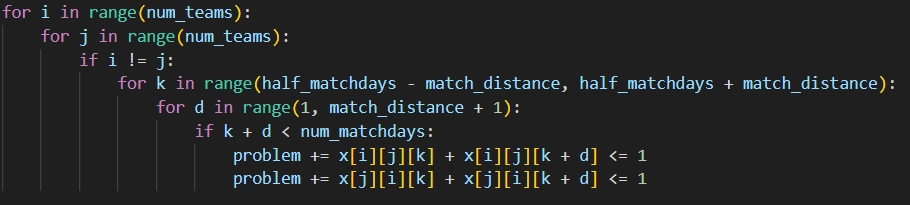 for i in range(num_teams):
    for j in range(num_teams):
        if i != j:
            for k in range(half_matchdays - match_distance, half_matchdays + match_distance):
                for d in range(1, match_distance + 1):
                    if k + d < num_matchdays:
                        problem += x[i][j][k] + x[i][j][k + d] <= 1
                        problem += x[j][i][k] + x[j][i][k + d] <= 1